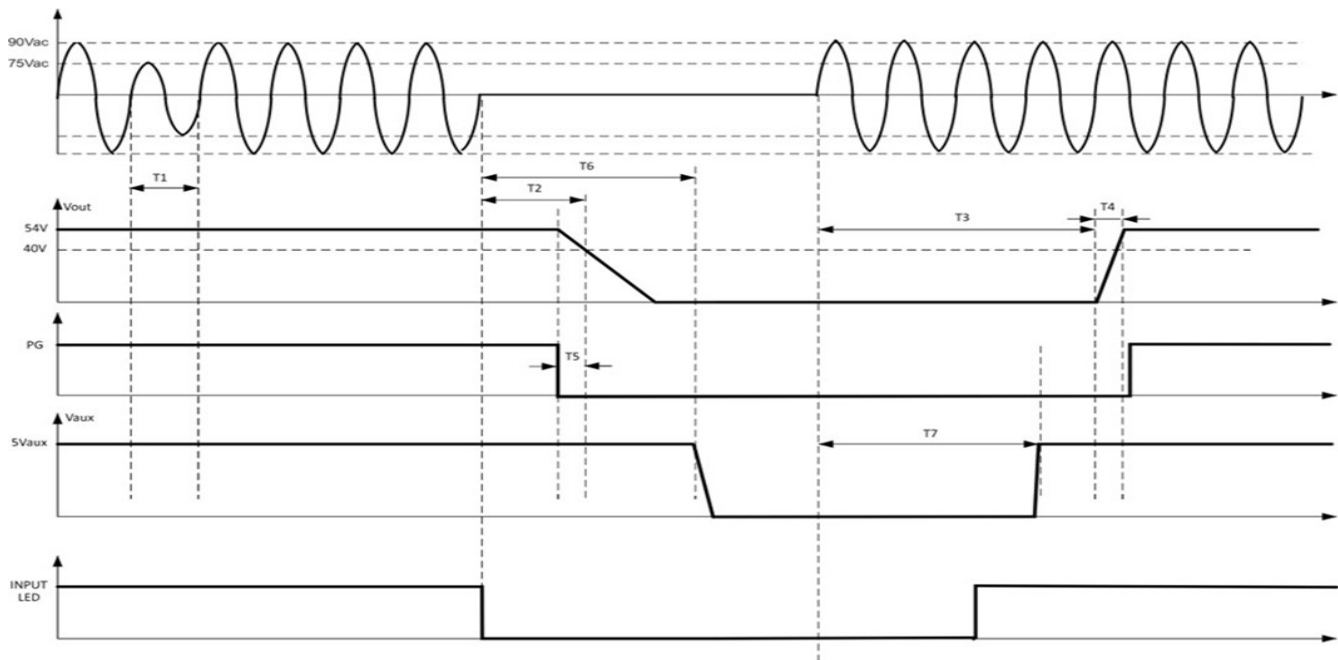 90Vac
75Vac
T1
T6
T2
Vout
54V
40V
T3
T4
PG
T5
Vaux
5Vaux
T7
INPUT
LED